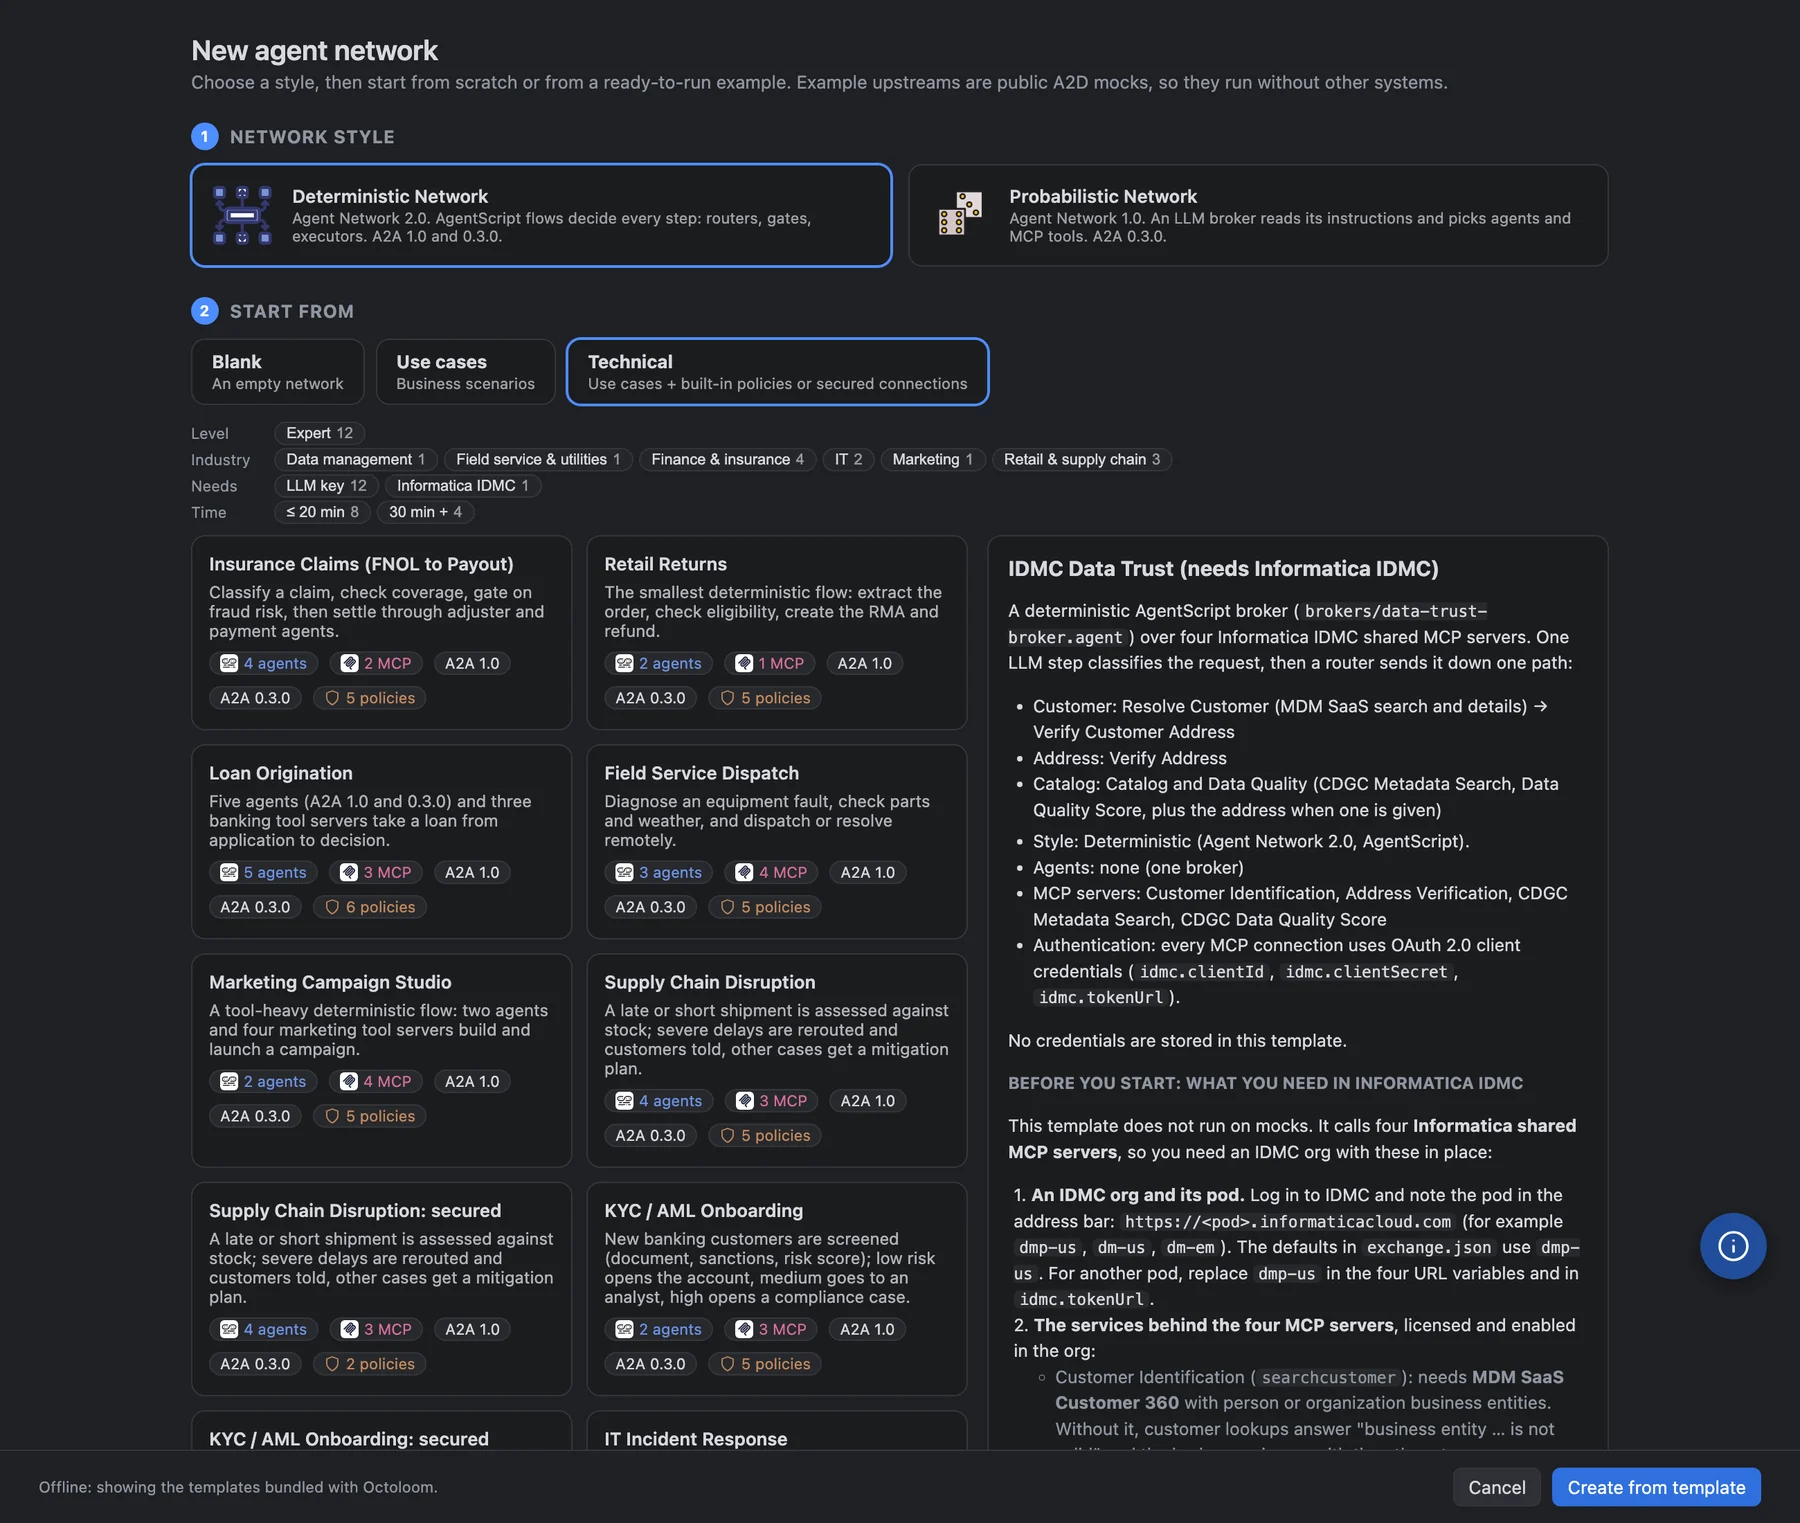 New agent network
Choose a style, then start from scratch or from a ready-to-run example. Example upstreams are public A2D mocks, so they run without other systems.
1 NETWORK STYLE
Deterministic Network
Agent Network 2.0. AgentScript flows decide every step: routers, gates,
executors. A2A 1.0 and 0.3.0.
Probabilistic Network
Agent Network 1.0. An LLM broker reads its instructions and picks agents and
MCP tools. A2A 0.3.0.
2 START FROM
Blank
An empty network
Use cases
Business scenarios
Technical
Use cases + built-in policies or secured connections
Level Expert 12
Industry Data management 1 Field service & utilities 1 Finance & insurance 4 IT 2 Marketing 1 Retail & supply chain 3
Needs LLM key 12 Informatica IDMC 1
Time ≤ 20 min 8 30 min + 4
Insurance Claims (FNOL to Payout)
Classify a claim, check coverage, gate on
fraud risk, then settle through adjuster and
payment agents.
4 agents 2 MCP A2A 1.0
A2A 0.3.0 5 policies
Retail Returns
The smallest deterministic flow: extract the
order, check eligibility, create the RMA and
refund.
2 agents 1 MCP A2A 1.0
A2A 0.3.0 5 policies
Loan Origination
Five agents (A2A 1.0 and 0.3.0) and three
banking tool servers take a loan from
application to decision.
5 agents 3 MCP A2A 1.0
A2A 0.3.0 6 policies
Field Service Dispatch
Diagnose an equipment fault, check parts
and weather, and dispatch or resolve
remotely.
3 agents 4 MCP A2A 1.0
A2A 0.3.0 5 policies
Marketing Campaign Studio
A tool-heavy deterministic flow: two agents
and four marketing tool servers build and
launch a campaign.
2 agents 4 MCP A2A 1.0
A2A 0.3.0 5 policies
Supply Chain Disruption
A late or short shipment is assessed against
stock; severe delays are rerouted and
customers told, other cases get a mitigation
plan.
4 agents 3 MCP A2A 1.0
A2A 0.3.0 5 policies
Supply Chain Disruption: secured
A late or short shipment is assessed against
stock; severe delays are rerouted and
customers told, other cases get a mitigation
plan.
4 agents 3 MCP A2A 1.0
A2A 0.3.0 2 policies
KYC / AML Onboarding
New banking customers are screened
(document, sanctions, risk score); low risk
opens the account, medium goes to an
analyst, high opens a compliance case.
2 agents 3 MCP A2A 1.0
A2A 0.3.0 5 policies
KYC / AML Onboarding: secured
IT Incident Response
IDMC Data Trust (needs Informatica IDMC)
A deterministic AgentScript broker ( brokers/data-trust-
broker.agent ) over four Informatica IDMC shared MCP servers. One
LLM step classifies the request, then a router sends it down one path:
• Customer: Resolve Customer (MDM SaaS search and details) →
Verify Customer Address
• Address: Verify Address
• Catalog: Catalog and Data Quality (CDGC Metadata Search, Data
Quality Score, plus the address when one is given)
• Style: Deterministic (Agent Network 2.0, AgentScript).
• Agents: none (one broker)
• MCP servers: Customer Identification, Address Verification, CDGC
Metadata Search, CDGC Data Quality Score
• Authentication: every MCP connection uses OAuth 2.0 client
credentials ( idmc.clientId , idmc.clientSecret ,
idmc.tokenUrl ).
No credentials are stored in this template.
BEFORE YOU START: WHAT YOU NEED IN INFORMATICA IDMC
This template does not run on mocks. It calls four Informatica shared
MCP servers, so you need an IDMC org with these in place:
1. An IDMC org and its pod. Log in to IDMC and note the pod in the
address bar: https://<pod>.informaticacloud.com (for example
dmp-us , dm-us , dm-em ). The defaults in exchange.json use dmp-
us . For another pod, replace dmp-us in the four URL variables and in
idmc.tokenUrl .
2. The services behind the four MCP servers, licensed and enabled
in the org:
◦ Customer Identification ( searchcustomer ): needs MDM SaaS
Customer 360 with person or organization business entities.
Without it, customer lookups answer "business entity ... is not
Offline: showing the templates bundled with Octoloom.
Cancel
Create from template